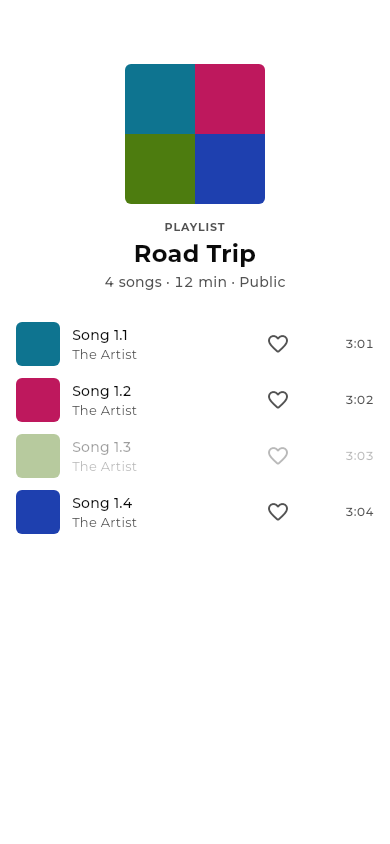 PLAYLIST
Road Trip
4 songs · 12 min · Public
Song 1.1
The Artist
3:01
Song 1.2
The Artist
3:02
Song 1.3
The Artist
3:03
Song 1.4
The Artist
3:04